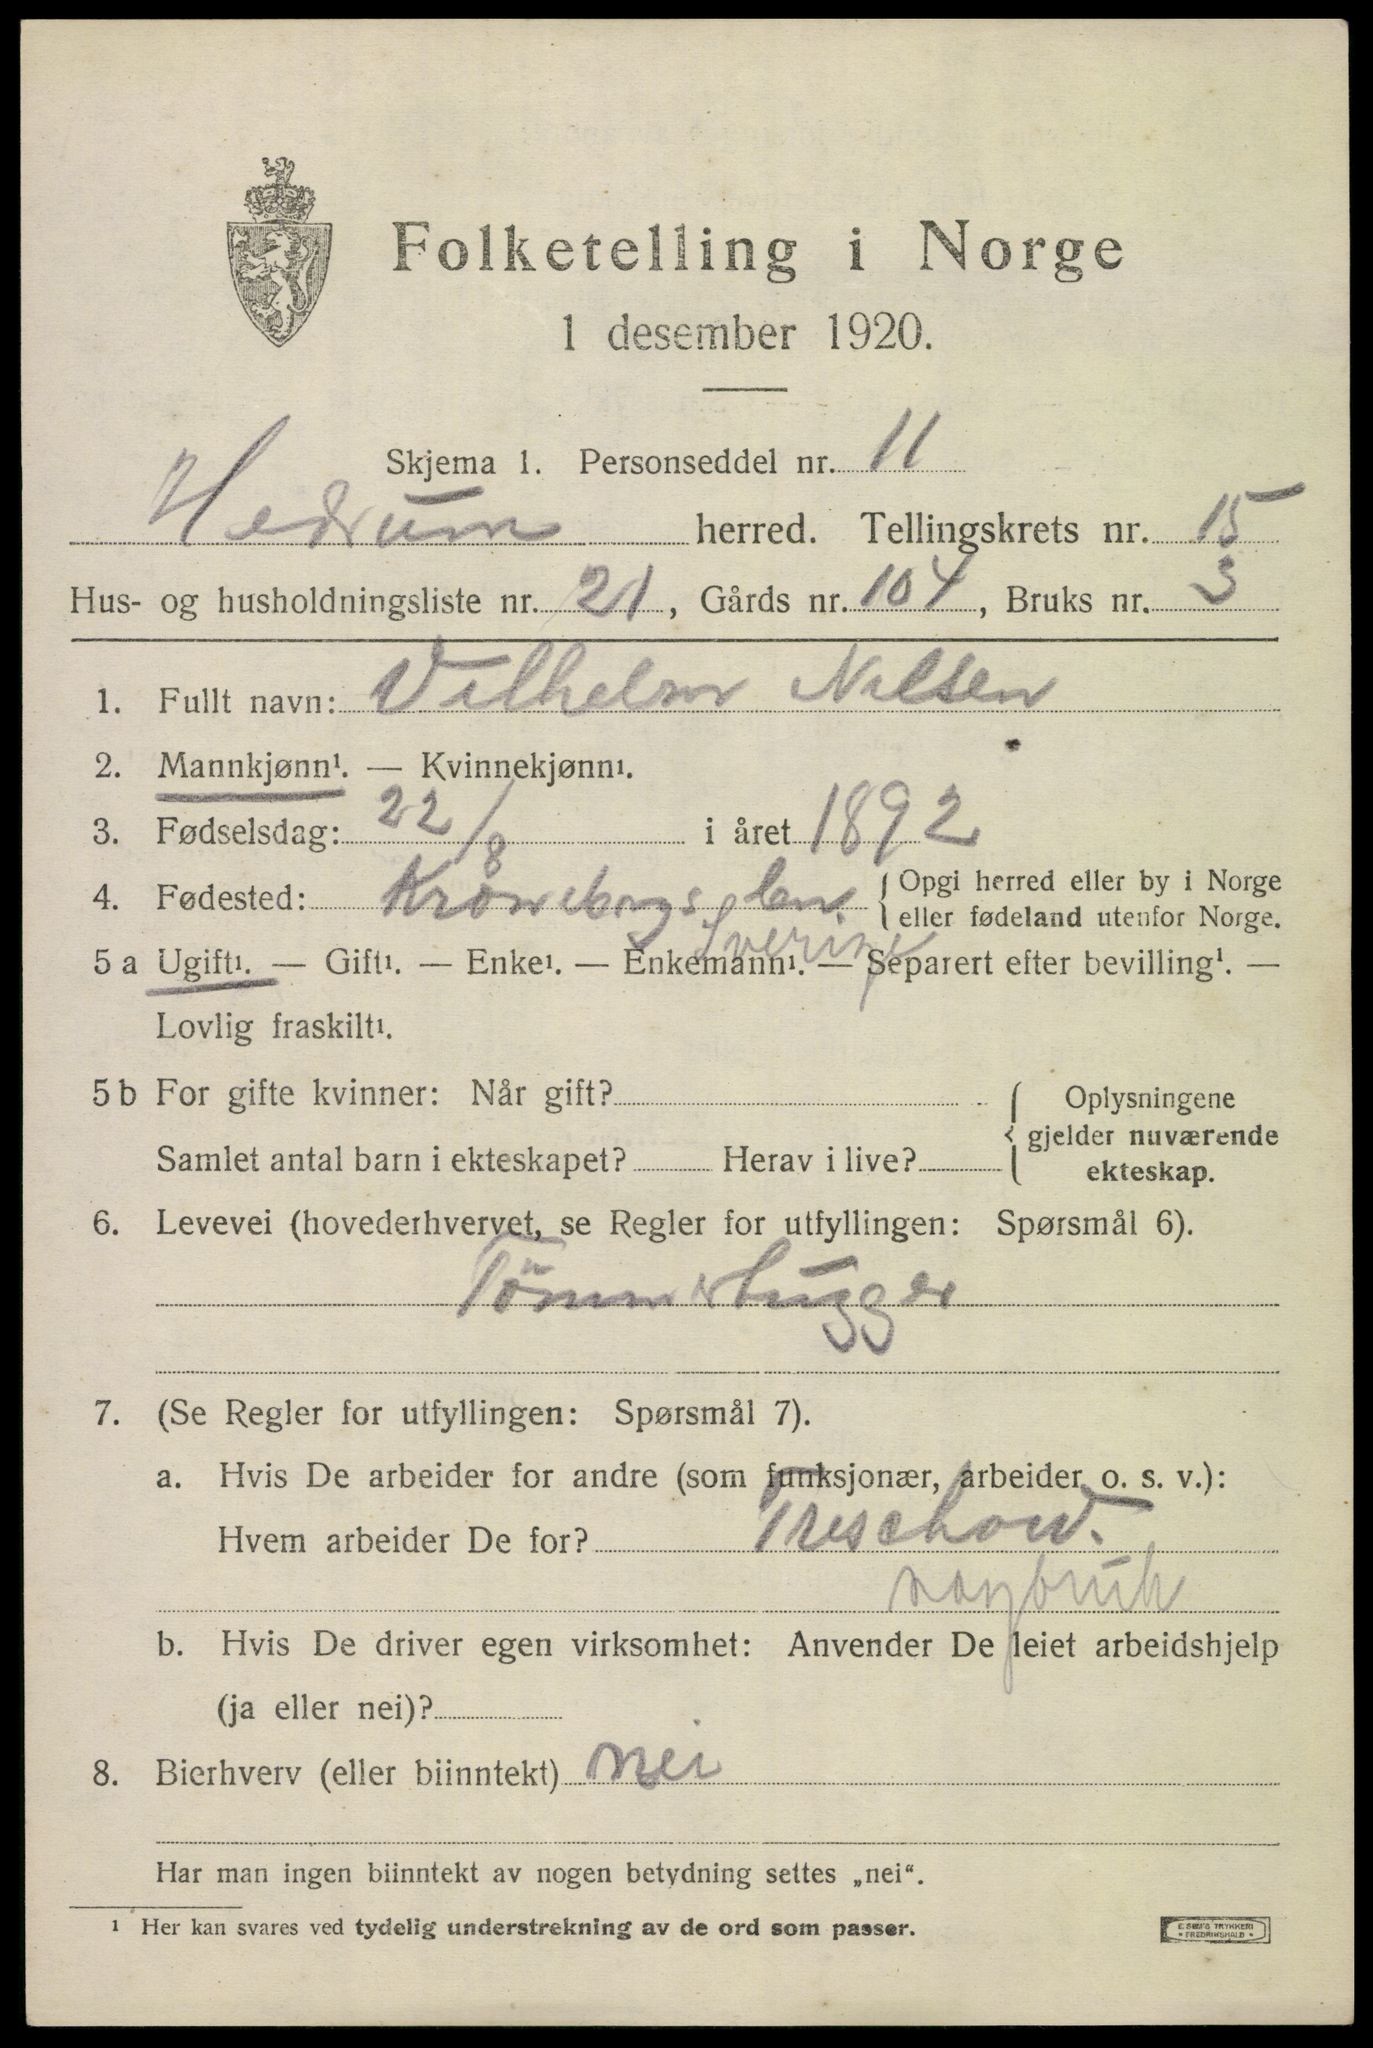 Folketelling i Norge
1 desember 1920.
Skjema 1. Personseddel nr. 11
Hedrum herred. Tellingskrets nr. 15
Hus- og husholdningsliste nr. 21, Gårds nr. 104, Bruks nr. 3
1. Fullt navn: Vilhelm Nilsen
2. Mannkjønn¹. — Kvinnekjønn¹.
3. Fødselsdag: 22/8 i året 1892
4. Fødested: Kronoborgs len. { Opgi herred eller by i Norge
eller fødeland utenfor Norge.
Sverige
5 a Ugift¹. — Gift¹. — Enke¹. — Enkemann¹. — Separert efter bevilling¹. —
Lovlig fraskilt¹.
5 b For gifte kvinner: Når gift? { Oplysningene
gjelder nuværende
Samlet antal barn i ekteskapet? Herav i live? ekteskap.
6. Levevei (hovederhvervet, se Regler for utfyllingen: Spørsmål 6).
Tömmerhugger
7. (Se Regler for utfyllingen: Spørsmål 7).
a. Hvis De arbeider for andre (som funksjonær, arbeider o. s. v.):
Hvem arbeider De for? Treschow.
b. Hvis De driver egen virksomhet: Anvender De leiet arbeidshjelp
(ja eller nei)?
8. Bierhverv (eller biinntekt) nei
Har man ingen biinntekt av nogen betydning settes „nei“.
¹ Her kan svares ved tydelig understrekning av de ord som passer.
E. SEM'S TRYKKERI
* FREDRIKSHALD *